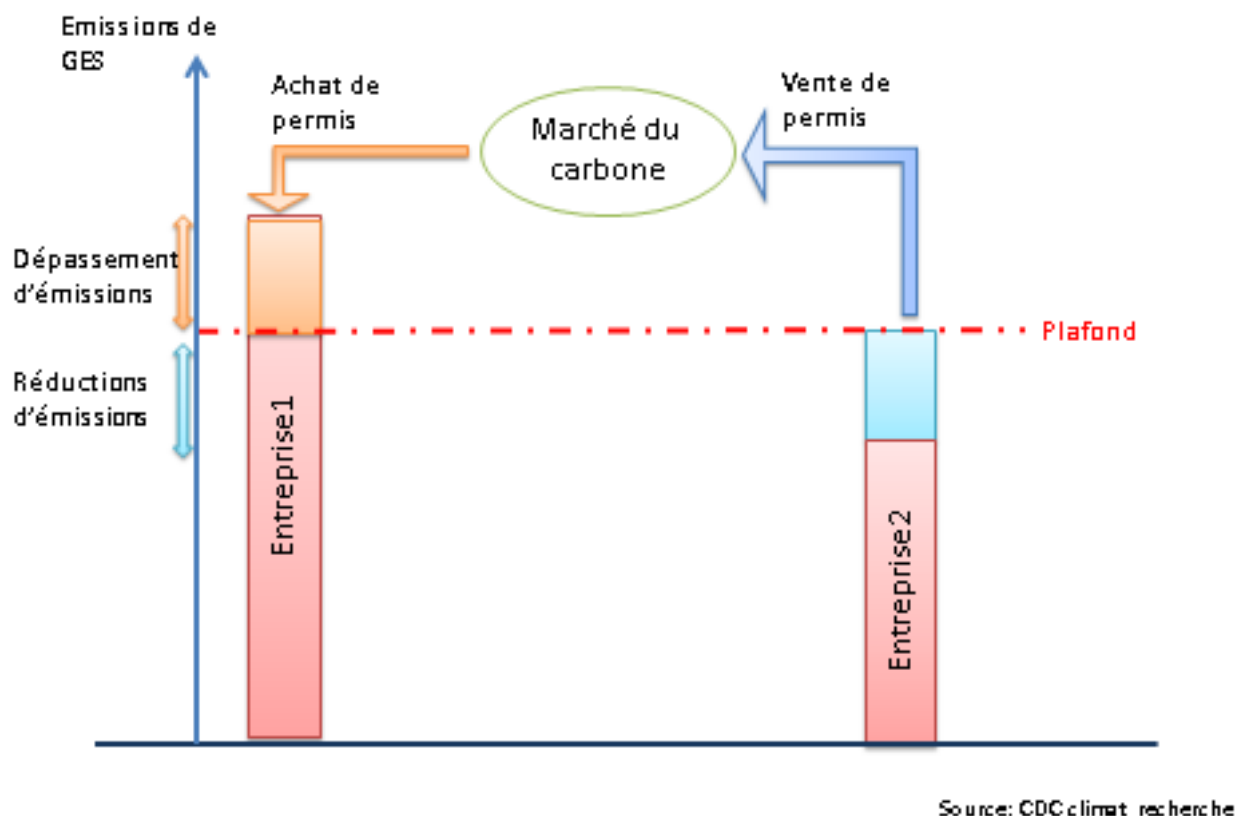 Emissions de
GES
Achat de
permis
Marché du
carbone
Vente de
permis
Dépassement
d'émissions
Plafond
Réductions
d'émissions
Entreprise1
Entreprise2
Source: CDC climat recherche